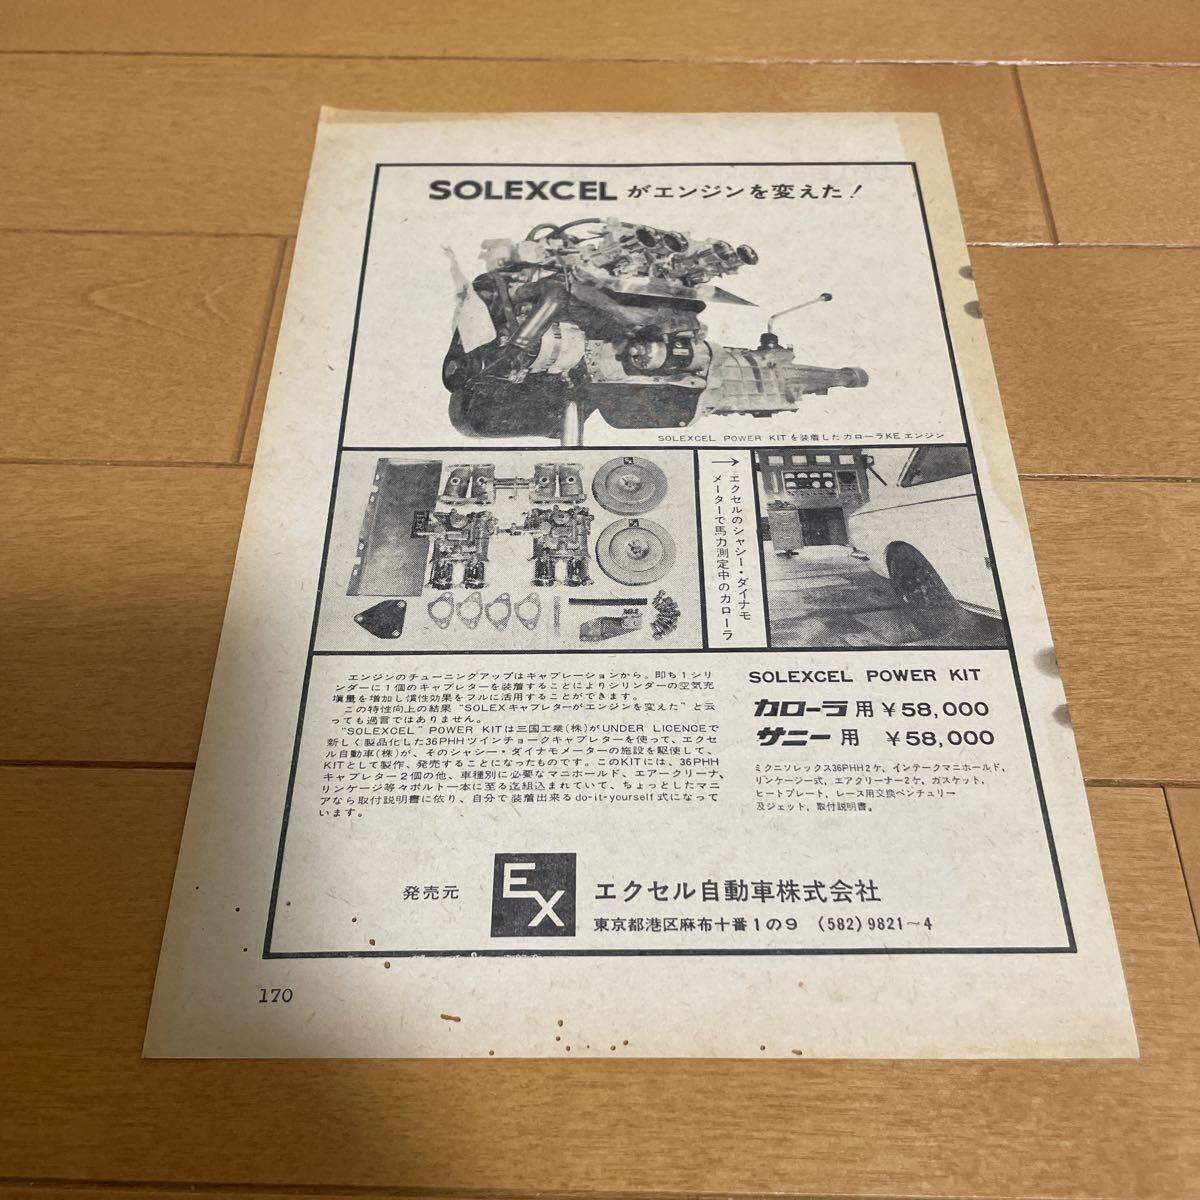 SOLEXCEL がエンジンを変えた!
SOLEXCEL POWER KITを装着したカローラKEエンジン
EX
EX
→
エクセルのシャシー・ダイナモ
メーターで馬力測定中のカローラ
エンジンのチューニングアップはキャブレーションから。即ち1シリ
ンダーに1個のキャブレターを装着することによりシリンダーの空気充
塡量を増加し慣性効果をフルに活用することができます。
この特性向上の結果“SOLEXキャブレターがエンジンを変えた”と云
っても過言ではありません。
“SOLEXCEL”POWER KITは三国工業(株)がUNDER LICENCEで
新しく製品化した36PHHツインチョークキャブレターを使って、エクセ
ル自動車(株)が、そのシャシー・ダイナモメーターの施設を駆使して、
KITとして製作、発売することになったものです。このKITには、36PHH
キャブレター2個の他、車種別に必要なマニホールド、エアークリーナ、
リンケージ等々ボルト一本に至る迄組込まれていて、ちょっとしたマニ
アなら取付説明書に依り、自分で装着出来るdo-it-yourself式になって
います。
SOLEXCEL POWER KIT
カローラ用 ¥58,000
サニー用 ¥58,000
ミクニソレックス36PHH2ケ、インテークマニホールド、
リンケージ一式、エアクリーナー2ケ、ガスケット、
ヒートプレート、レース用交換ベンチュリー
及ジェット、取付説明書。
発売元
EX
エクセル自動車株式会社
東京都港区麻布十番1の9 (582)9821〜4
170